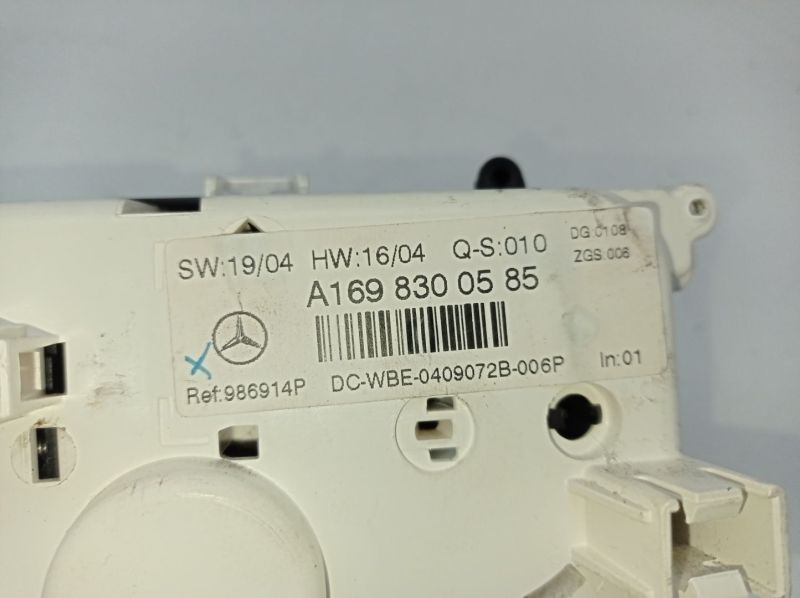 SW:19/04 HW:16/04 Q-S:010 DG:0108
ZGS:006
A169 830 05 85
Ref:986914P DC-WBE-0409072B-006P In:01